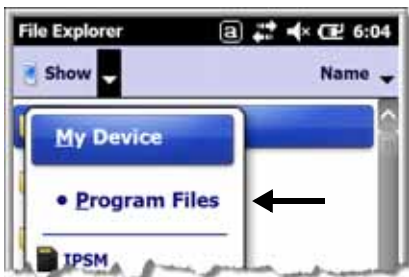 File Explorer a 6:04
Show Name
My Device
• Program Files
IPSM